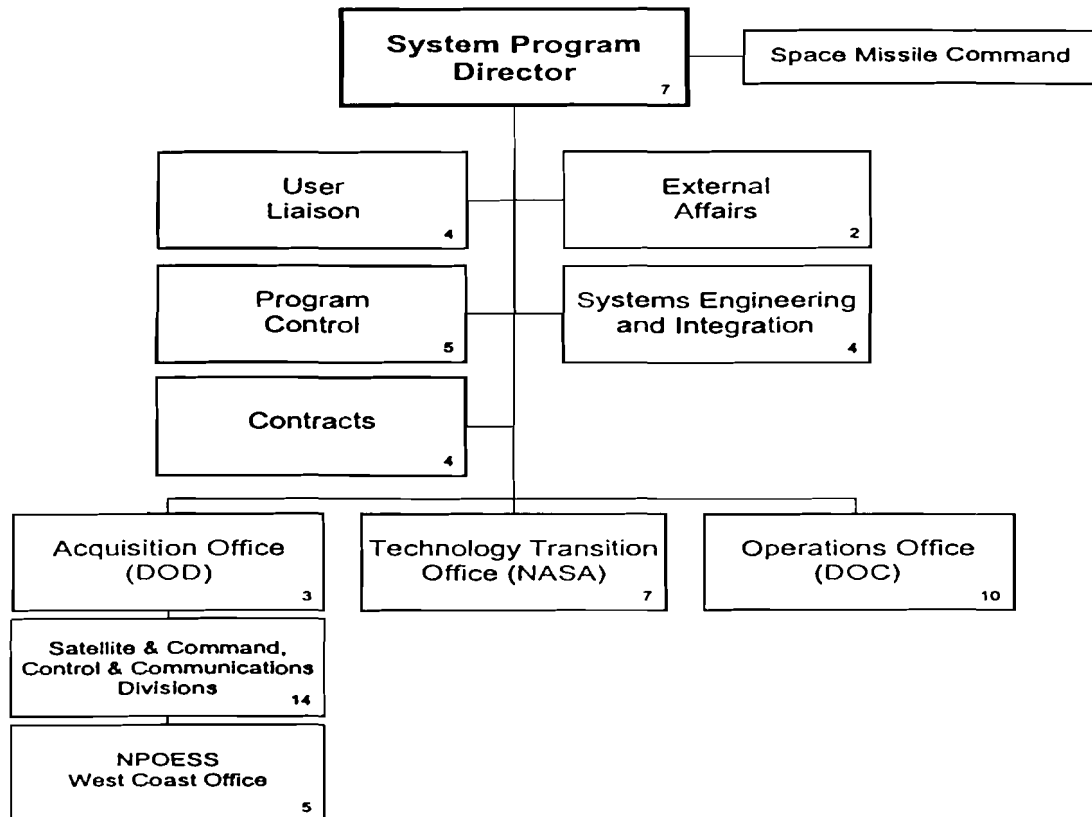 System Program
Director
7
Space Missile Command
User
Liaison
4
External
Affairs
2
Program
Control
5
Systems Engineering
and Integration
4
Contracts
4
Acquisition Office
(DOD)
3
Technology Transition
Office (NASA)
7
Operations Office
(DOC)
10
Satellite & Command,
Control & Communications
Divisions
14
NPOESS
West Coast Office
5